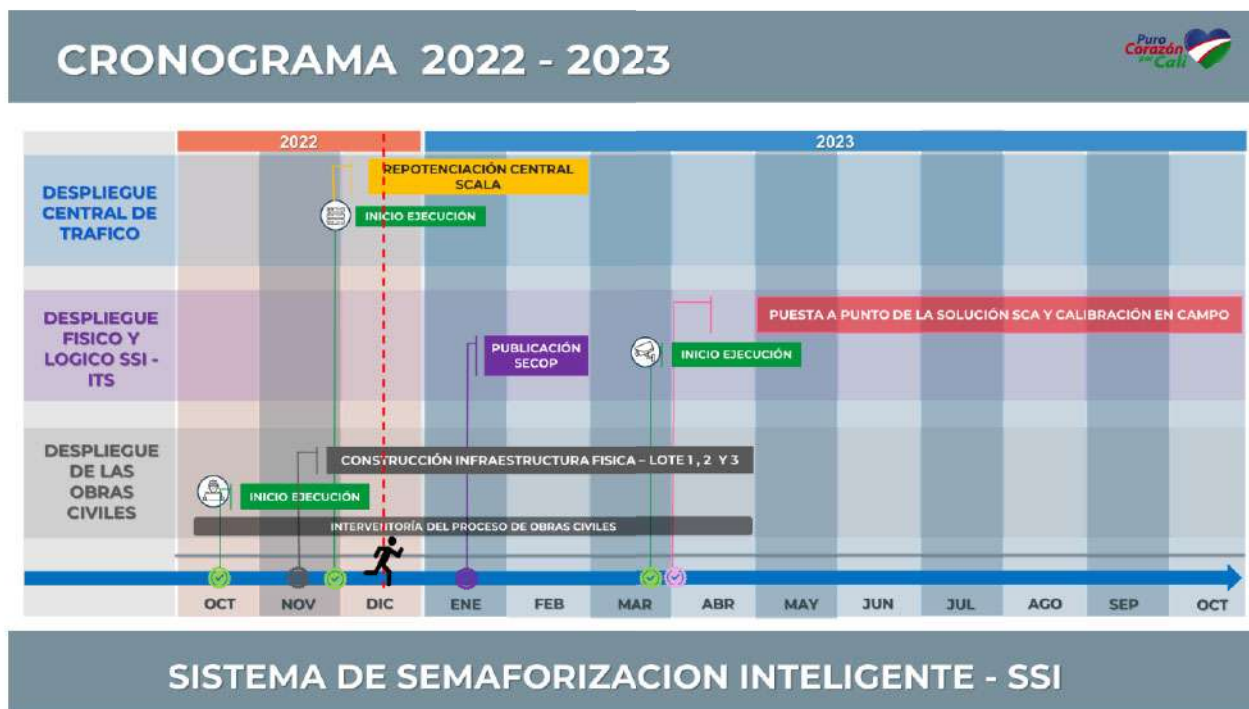 CRONOGRAMA 2022 - 2023
Puro
Corazón
por Cali
2022
2023
DESPLIEGUE
CENTRAL DE
TRAFICO
REPOTENCIACIÓN CENTRAL
SCALA
INICIO EJECUCIÓN
DESPLIEGUE
FISICO Y
LOGICO SSI -
ITS
PUBLICACIÓN
SECOP
INICIO EJECUCIÓN
PUESTA A PUNTO DE LA SOLUCIÓN SCA Y CALIBRACIÓN EN CAMPO
DESPLIEGUE
DE LAS
OBRAS
CIVILES
CONSTRUCCIÓN INFRAESTRUCTURA FISICA – LOTE 1 , 2 Y 3
INICIO EJECUCIÓN
INTERVENTORÍA DEL PROCESO DE OBRAS CIVILES
OCT NOV DIC ENE FEB MAR ABR MAY JUN JUL AGO SEP OCT
SISTEMA DE SEMAFORIZACION INTELIGENTE - SSI